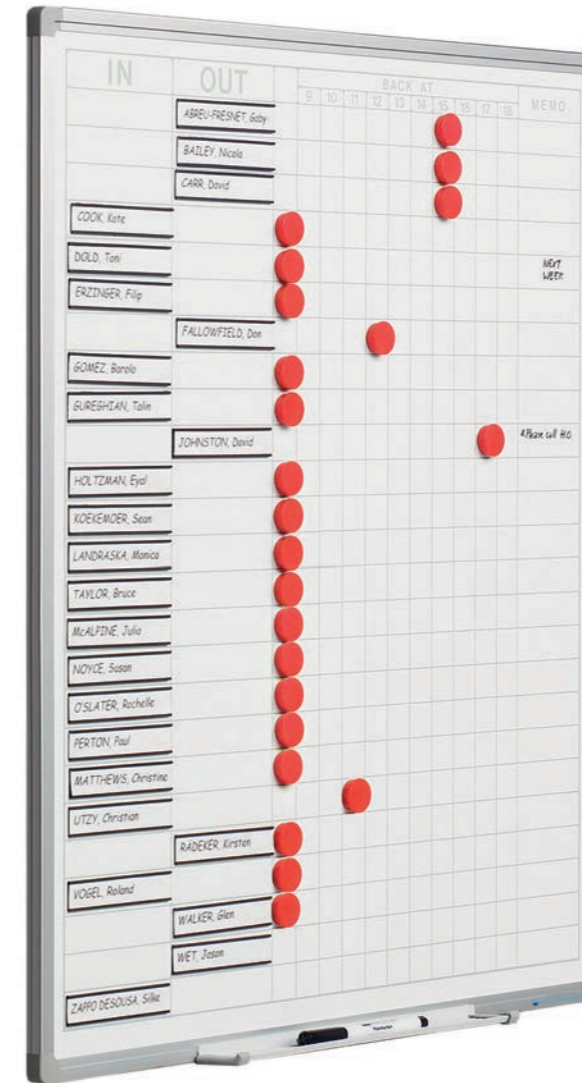 IN OUT BACK AT MEMO
9 10 11 12 13 14 15 16 17 18
ABREU-FRESNET, Gaby
BAILEY, Nicola
CARR, David
COOK, Kate
DOLD, Toni
NEXT
WEEK
ERZINGER, Filip
FALLOWFIELD, Don
GOMEZ, Barolo
GUREGHIAN, Talin
JOHNSTON, David
Please call H.O.
HOLTZMAN, Eyal
KOEKEMOER, Sean
LANDRASKA, Monica
TAYLOR, Bruce
McALPINE, Julia
NOYCE, Susan
O'SLATER, Rachelle
PERTON, Paul
MATTHEWS, Christine
UTZY, Christian
RADEKER, Kirsten
VOGEL, Roland
WALKER, Glen
WET, Jason
ZAPPO DESOUSA, Silke